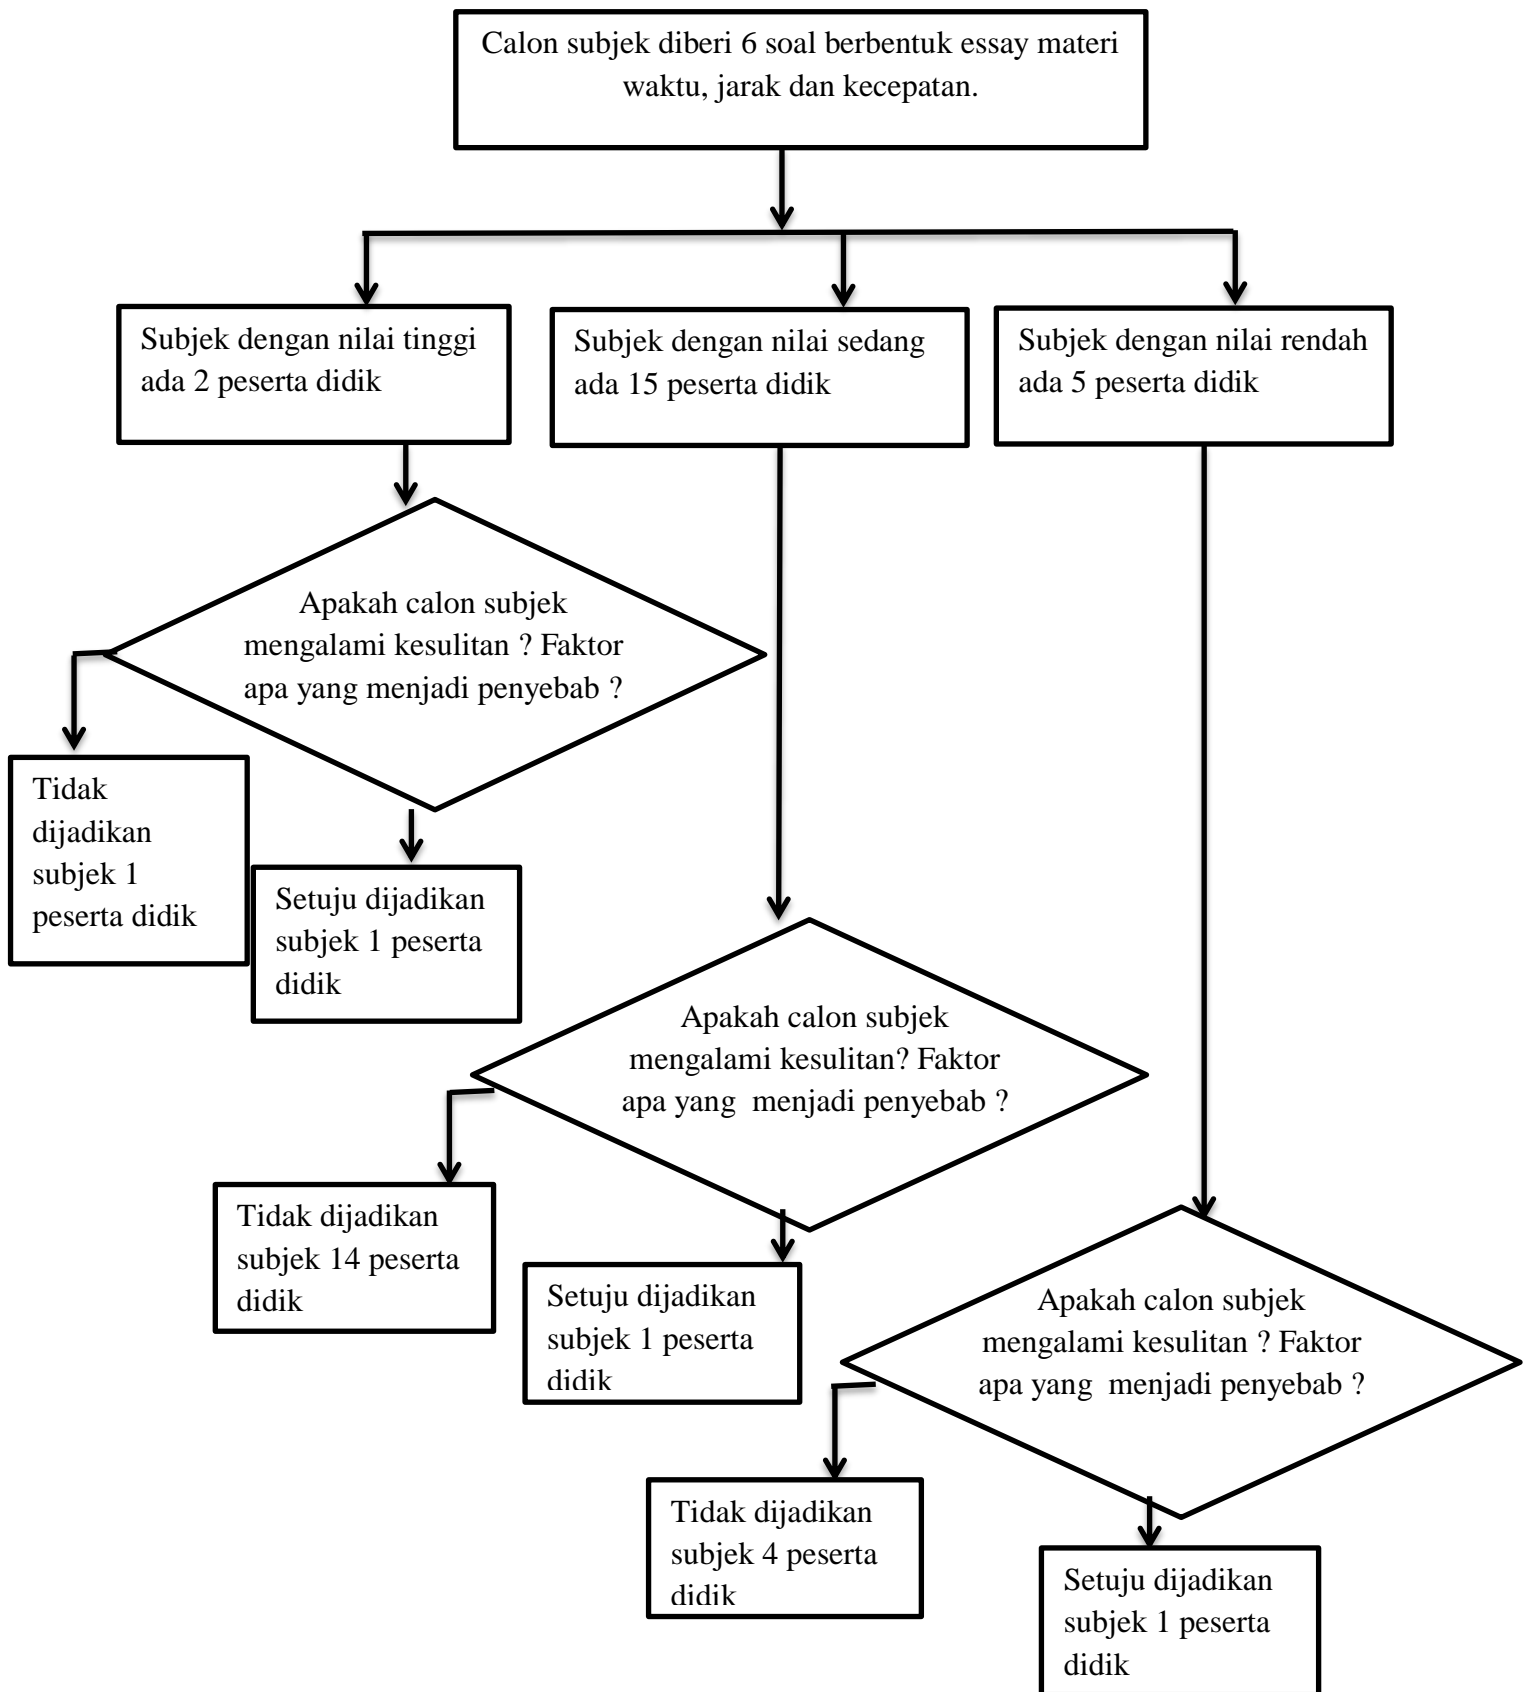 Calon subjek diberi 6 soal berbentuk essay materi
waktu, jarak dan kecepatan.
Subjek dengan nilai tinggi
ada 2 peserta didik
Subjek dengan nilai sedang
ada 15 peserta didik
Subjek dengan nilai rendah
ada 5 peserta didik
Apakah calon subjek
mengalami kesulitan ? Faktor
apa yang menjadi penyebab ?
Tidak
dijadikan
subjek 1
peserta didik
Setuju dijadikan
subjek 1 peserta
didik
Apakah calon subjek
mengalami kesulitan? Faktor
apa yang  menjadi penyebab ?
Tidak dijadikan
subjek 14 peserta
didik
Setuju dijadikan
subjek 1 peserta
didik
Apakah calon subjek
mengalami kesulitan ? Faktor
apa yang  menjadi penyebab ?
Tidak dijadikan
subjek 4 peserta
didik
Setuju dijadikan
subjek 1 peserta
didik